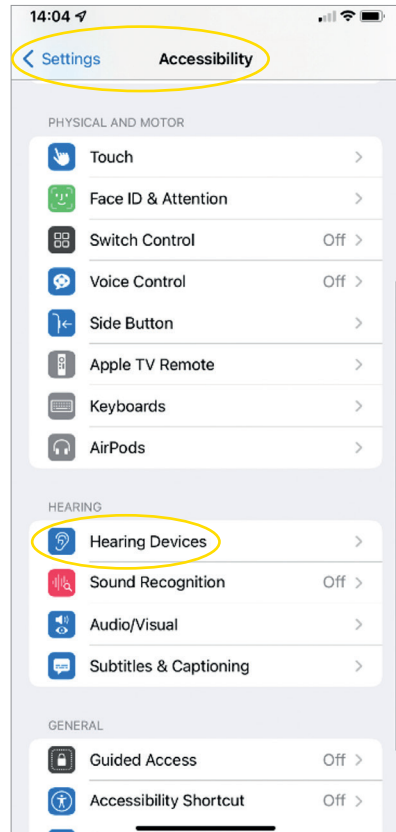 14:04
Settings Accessibility
PHYSICAL AND MOTOR
Touch
Face ID & Attention
Switch Control Off
Voice Control Off
Side Button
Apple TV Remote
Keyboards
AirPods
HEARING
Hearing Devices
Sound Recognition Off
Audio/Visual
Subtitles & Captioning
GENERAL
Guided Access Off
Accessibility Shortcut Off